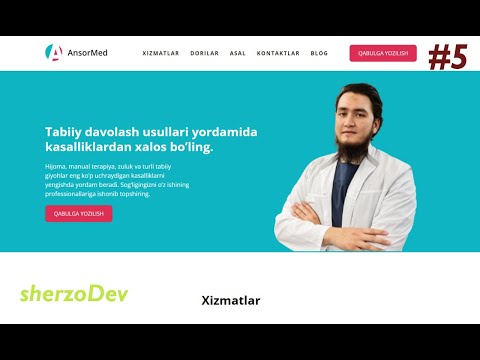 AnsorMed
XIZMATLAR DORILAR ASAL KONTAKTLAR BLOG
QABULGA YOZILISH
#5
Tabiiy davolash usullari yordamida
kasalliklardan xalos bo'ling.
Hijoma, manual terapiya, zuluk va turli tabiiy
giyohlar eng ko'p uchraydigan kasalliklarni
yengishda yordam beradi. Sog'ligingizni o'z ishining
professionallariga ishonib topshiring.
QABULGA YOZILISH
sherzoDev
Xizmatlar